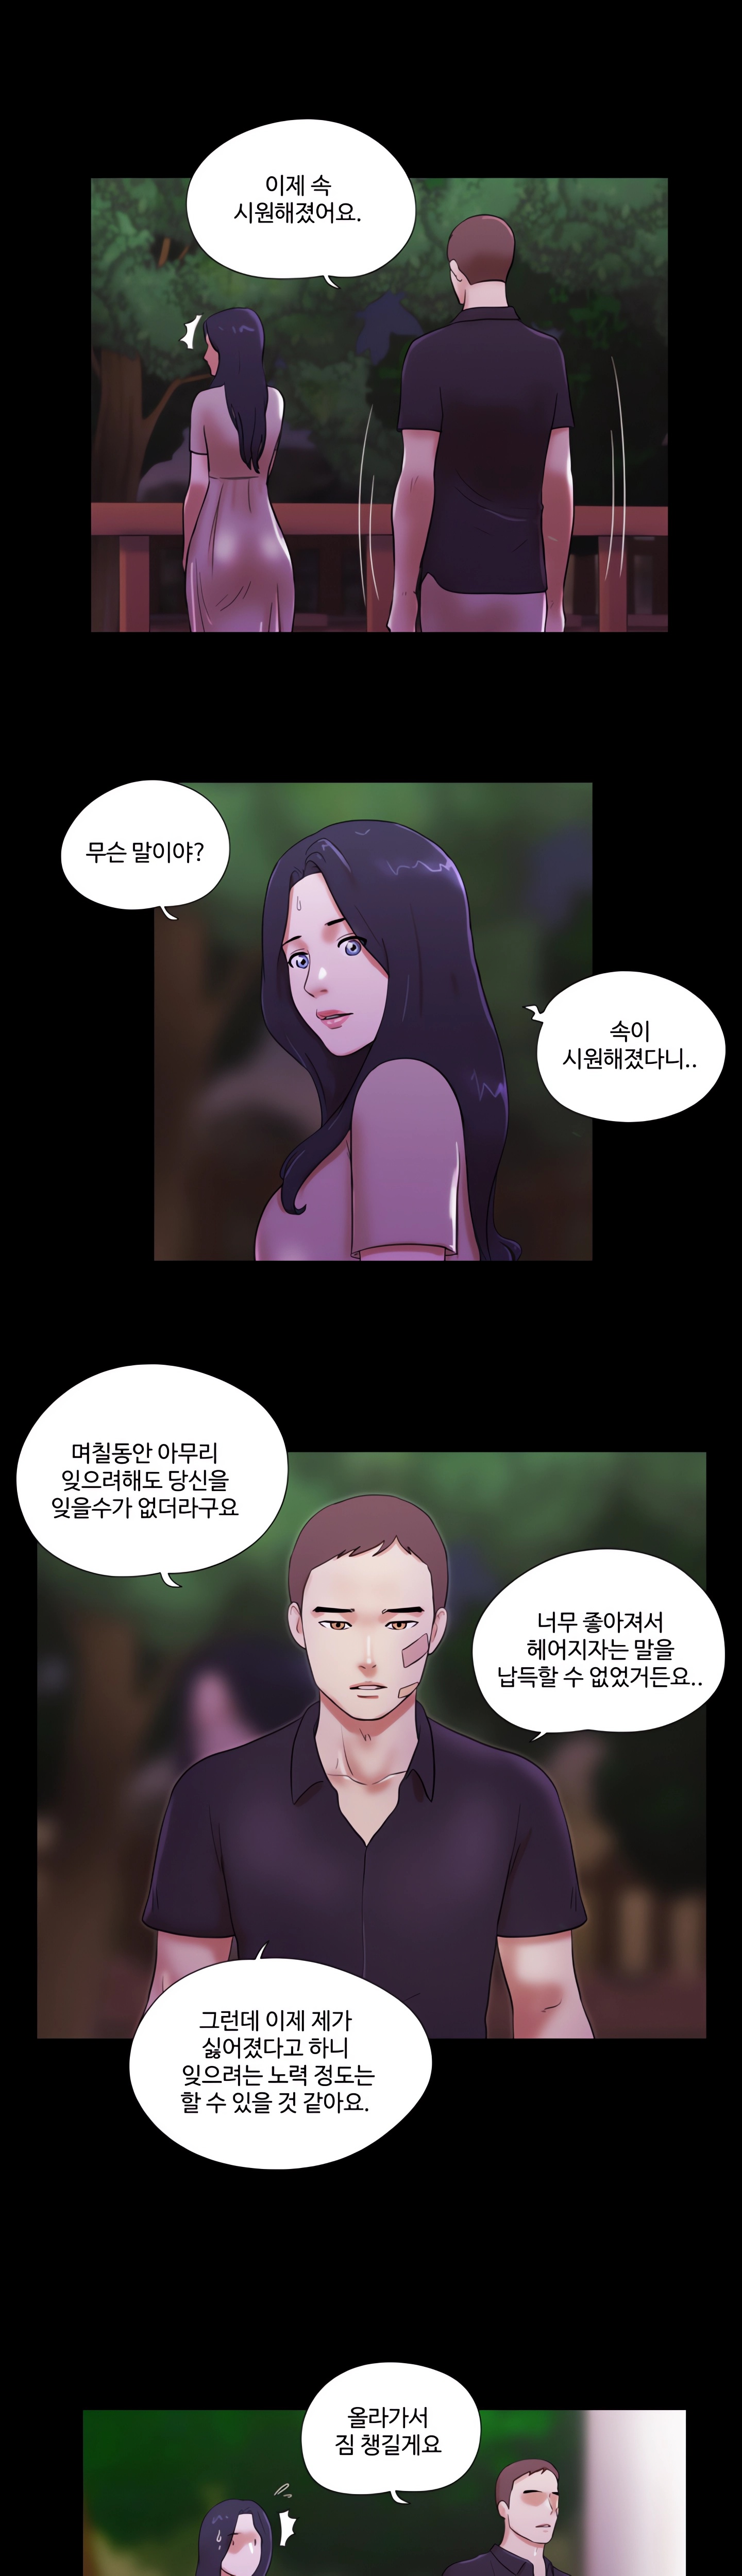 이제 속
시원해졌어요.
무슨 말이야?
속이
시원해졌다니..
며칠동안 아무리
잊으려해도 당신을
잊을수가 없더라구요
너무 좋아져서
헤어지자는 말을
납득할 수 없었거든요..
그런데 이제 제가
싫어졌다고 하니
잊으려는 노력 정도는
할 수 있을 것 같아요.
올라가서
짐 챙길게요